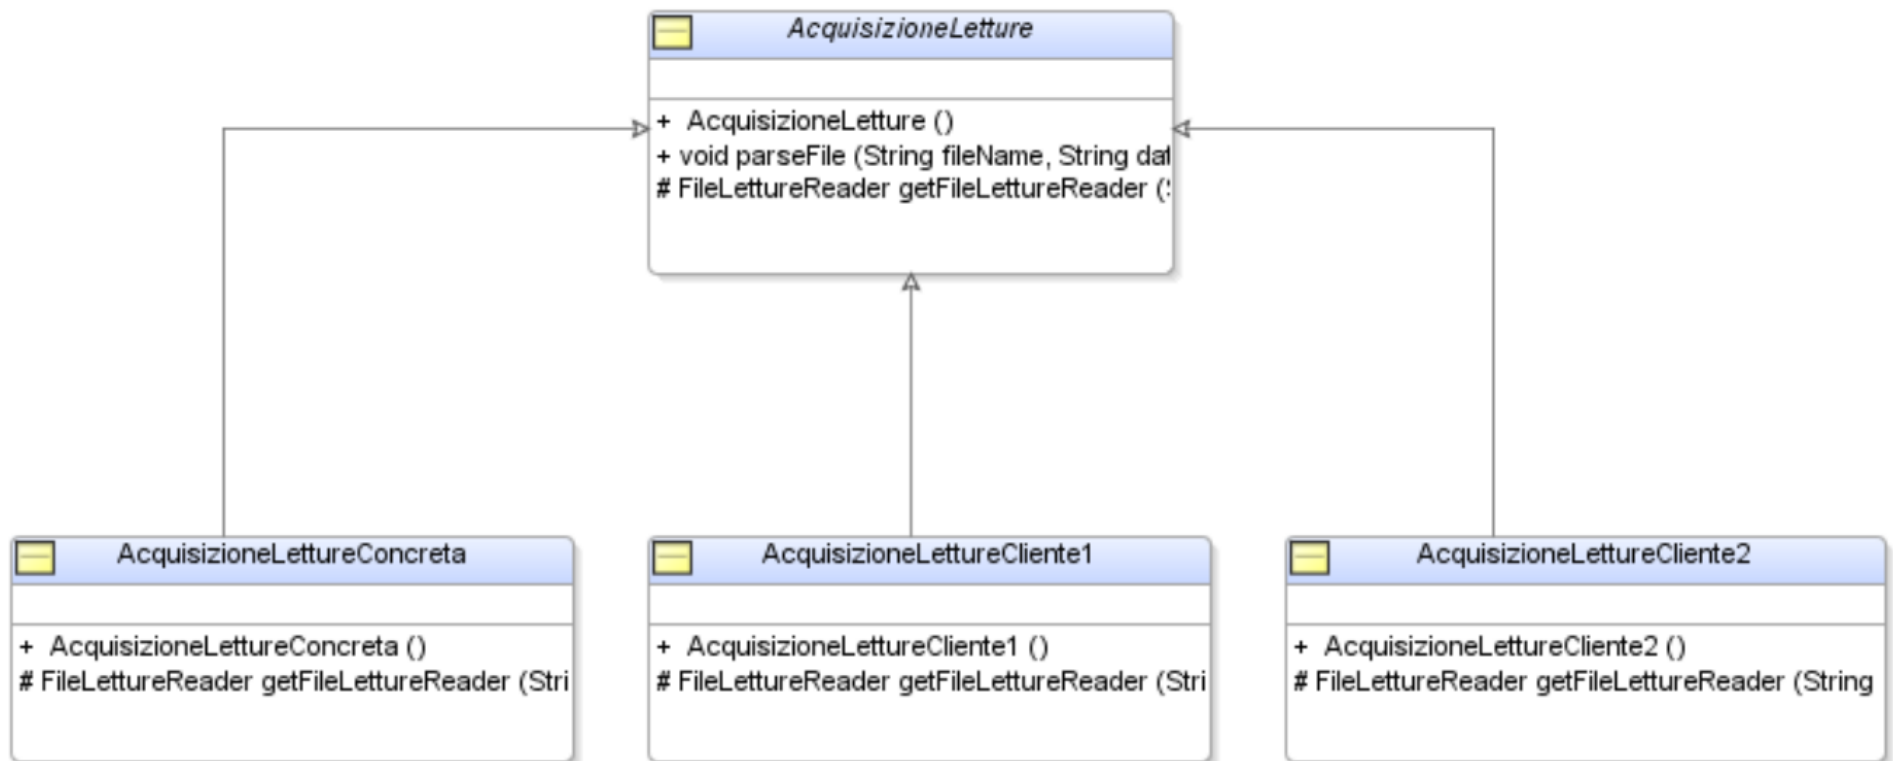 AcquisizioneLetture
+ AcquisizioneLetture ()
+ void parseFile (String fileName, String dat
# FileLettureReader getFileLettureReader (S
AcquisizioneLettureConcreta
+ AcquisizioneLettureConcreta ()
# FileLettureReader getFileLettureReader (Stri
AcquisizioneLettureCliente1
+ AcquisizioneLettureCliente1 ()
# FileLettureReader getFileLettureReader (Stri
AcquisizioneLettureCliente2
+ AcquisizioneLettureCliente2 ()
# FileLettureReader getFileLettureReader (String